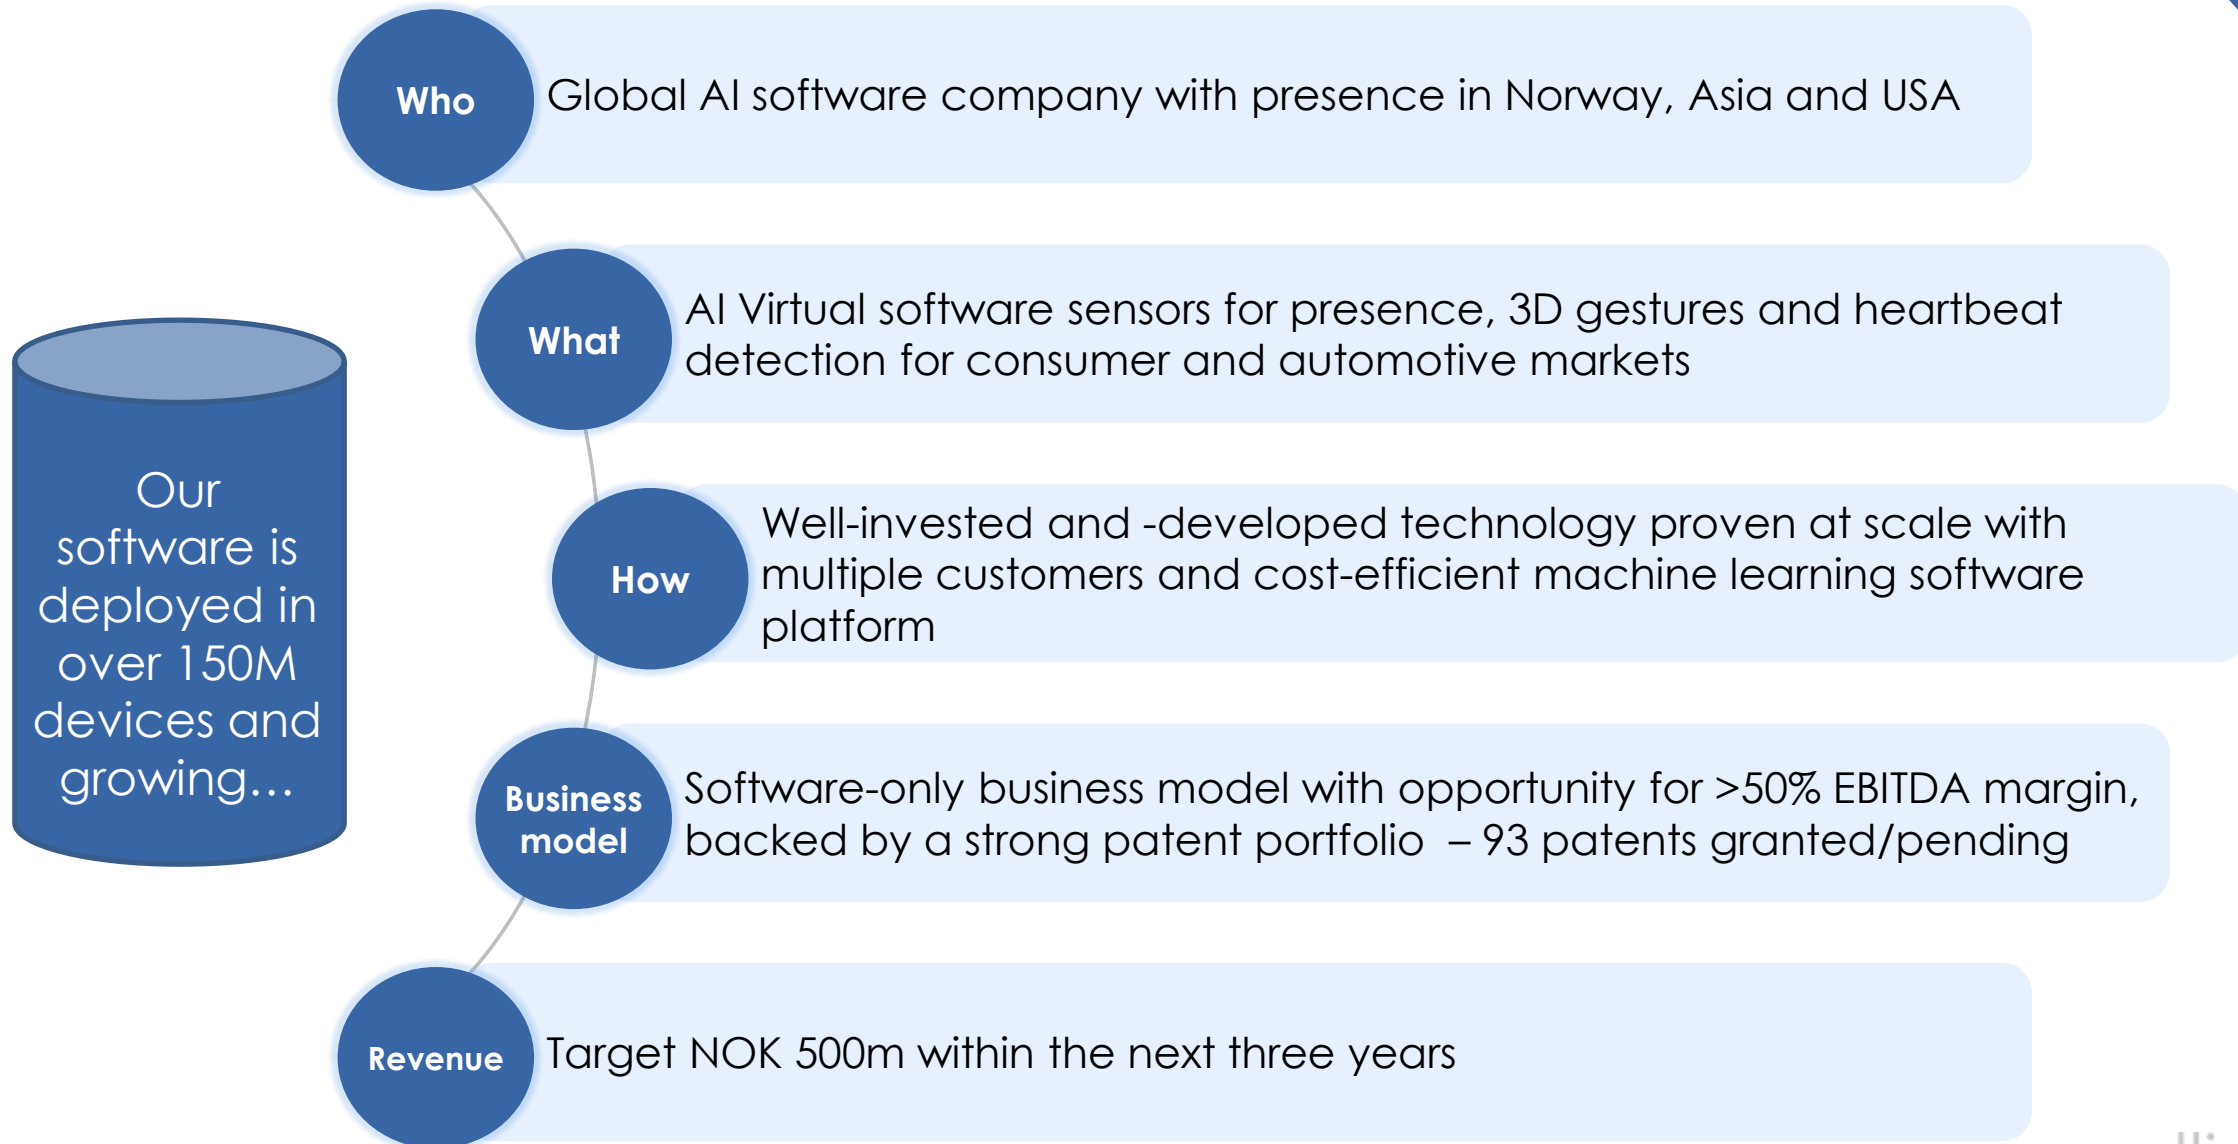 Who
Global AI software company with presence in Norway, Asia and USA
What
AI Virtual software sensors for presence, 3D gestures and heartbeat
detection for consumer and automotive markets
Our
software is
deployed in
over 150M
devices and
growing…
How
Well-invested and -developed technology proven at scale with
multiple customers and cost-efficient machine learning software
platform
Business
model
Software-only business model with opportunity for >50% EBITDA margin,
backed by a strong patent portfolio – 93 patents granted/pending
Revenue
Target NOK 500m within the next three years